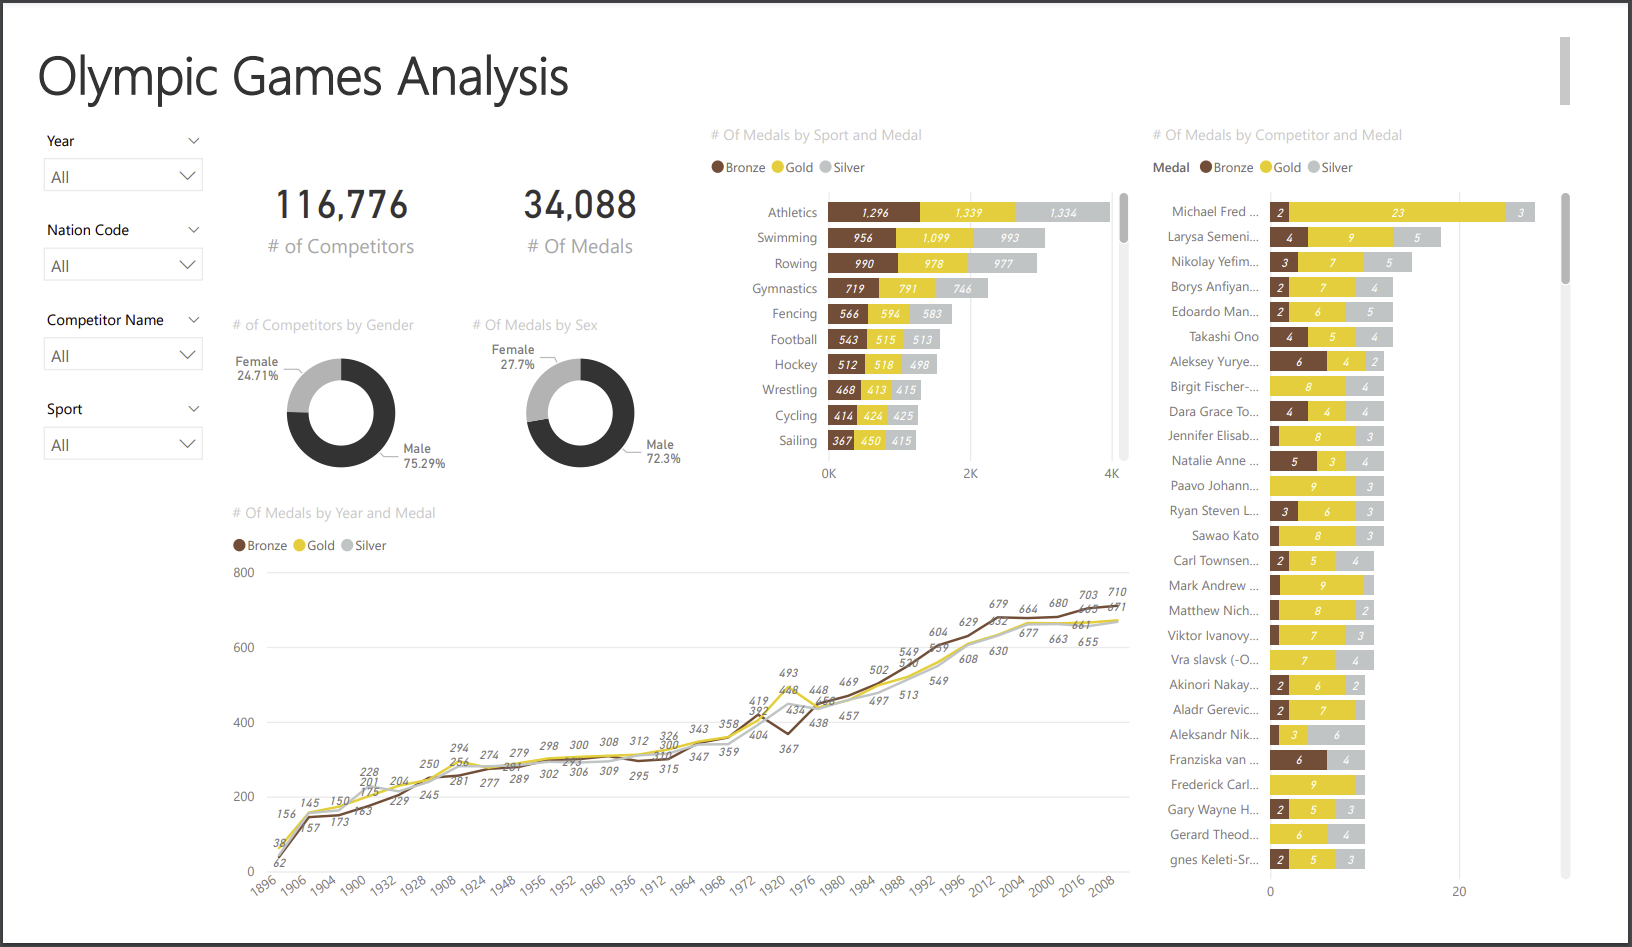 Olympic Games Analysis
Year
All
Nation Code
All
Competitor Name
All
Sport
All
116,776
# of Competitors
34,088
# Of Medals
# of Competitors by Gender
Female
24.71%
Male
75.29%
# Of Medals by Sex
Female
27.7%
Male
72.3%
# Of Medals by Sport and Medal
Bronze Gold Silver
Athletics 1,296 1,339 1,334
Swimming 956 1,099 993
Rowing 990 978 977
Gymnastics 719 791 746
Fencing 566 594 583
Football 543 515 513
Hockey 512 518 498
Wrestling 468 413 415
Cycling 414 424 425
Sailing 367 450 415
0K 2K 4K
# Of Medals by Competitor and Medal
Medal Bronze Gold Silver
Michael Fred ... 2 23 3
Larysa Semeni... 4 9 5
Nikolay Yefim... 3 7 5
Borys Anfiyan... 2 7 4
Edoardo Man... 2 6 5
Takashi Ono 4 5 4
Aleksey Yurye... 6 4 2
Birgit Fischer-... 8 4
Dara Grace To... 4 4 4
Jennifer Elisab... 8 3
Natalie Anne ... 5 3 4
Paavo Johann... 9 3
Ryan Steven L... 3 6 3
Sawao Kato 8 3
Carl Townsen... 2 5 4
Mark Andrew ... 9
Matthew Nich... 8 2
Viktor Ivanovy... 7 3
Vra slavsk (-O... 7 4
Akinori Nakay... 2 6 2
Aladr Gerevic... 2 7
Aleksandr Nik... 3 6
Franziska van ... 6 4
Frederick Carl... 9
Gary Wayne H... 2 5 3
Gerard Theod... 6 4
gnes Keleti-Sr... 2 5 3
0 20
# Of Medals by Year and Medal
Bronze Gold Silver
800
600
400
200
0
38 62 156 145 157 150 173 228 201 175 163 204 229 250 245 294 256 281 274 277 279 281 289 298 302 300 293 306 308 309 312 295 326 300 310 315 343 347 358 359 419 392 404 493 448 434 367 448 458 438 469 457 502 497 549 520 513 604 559 549 629 608 679 632 630 664 677 680 663 703 665 661 655 710 671
1896 1906 1904 1900 1932 1928 1908 1924 1948 1956 1952 1960 1936 1912 1964 1968 1972 1920 1976 1980 1984 1988 1992 1996 2012 2004 2000 2016 2008